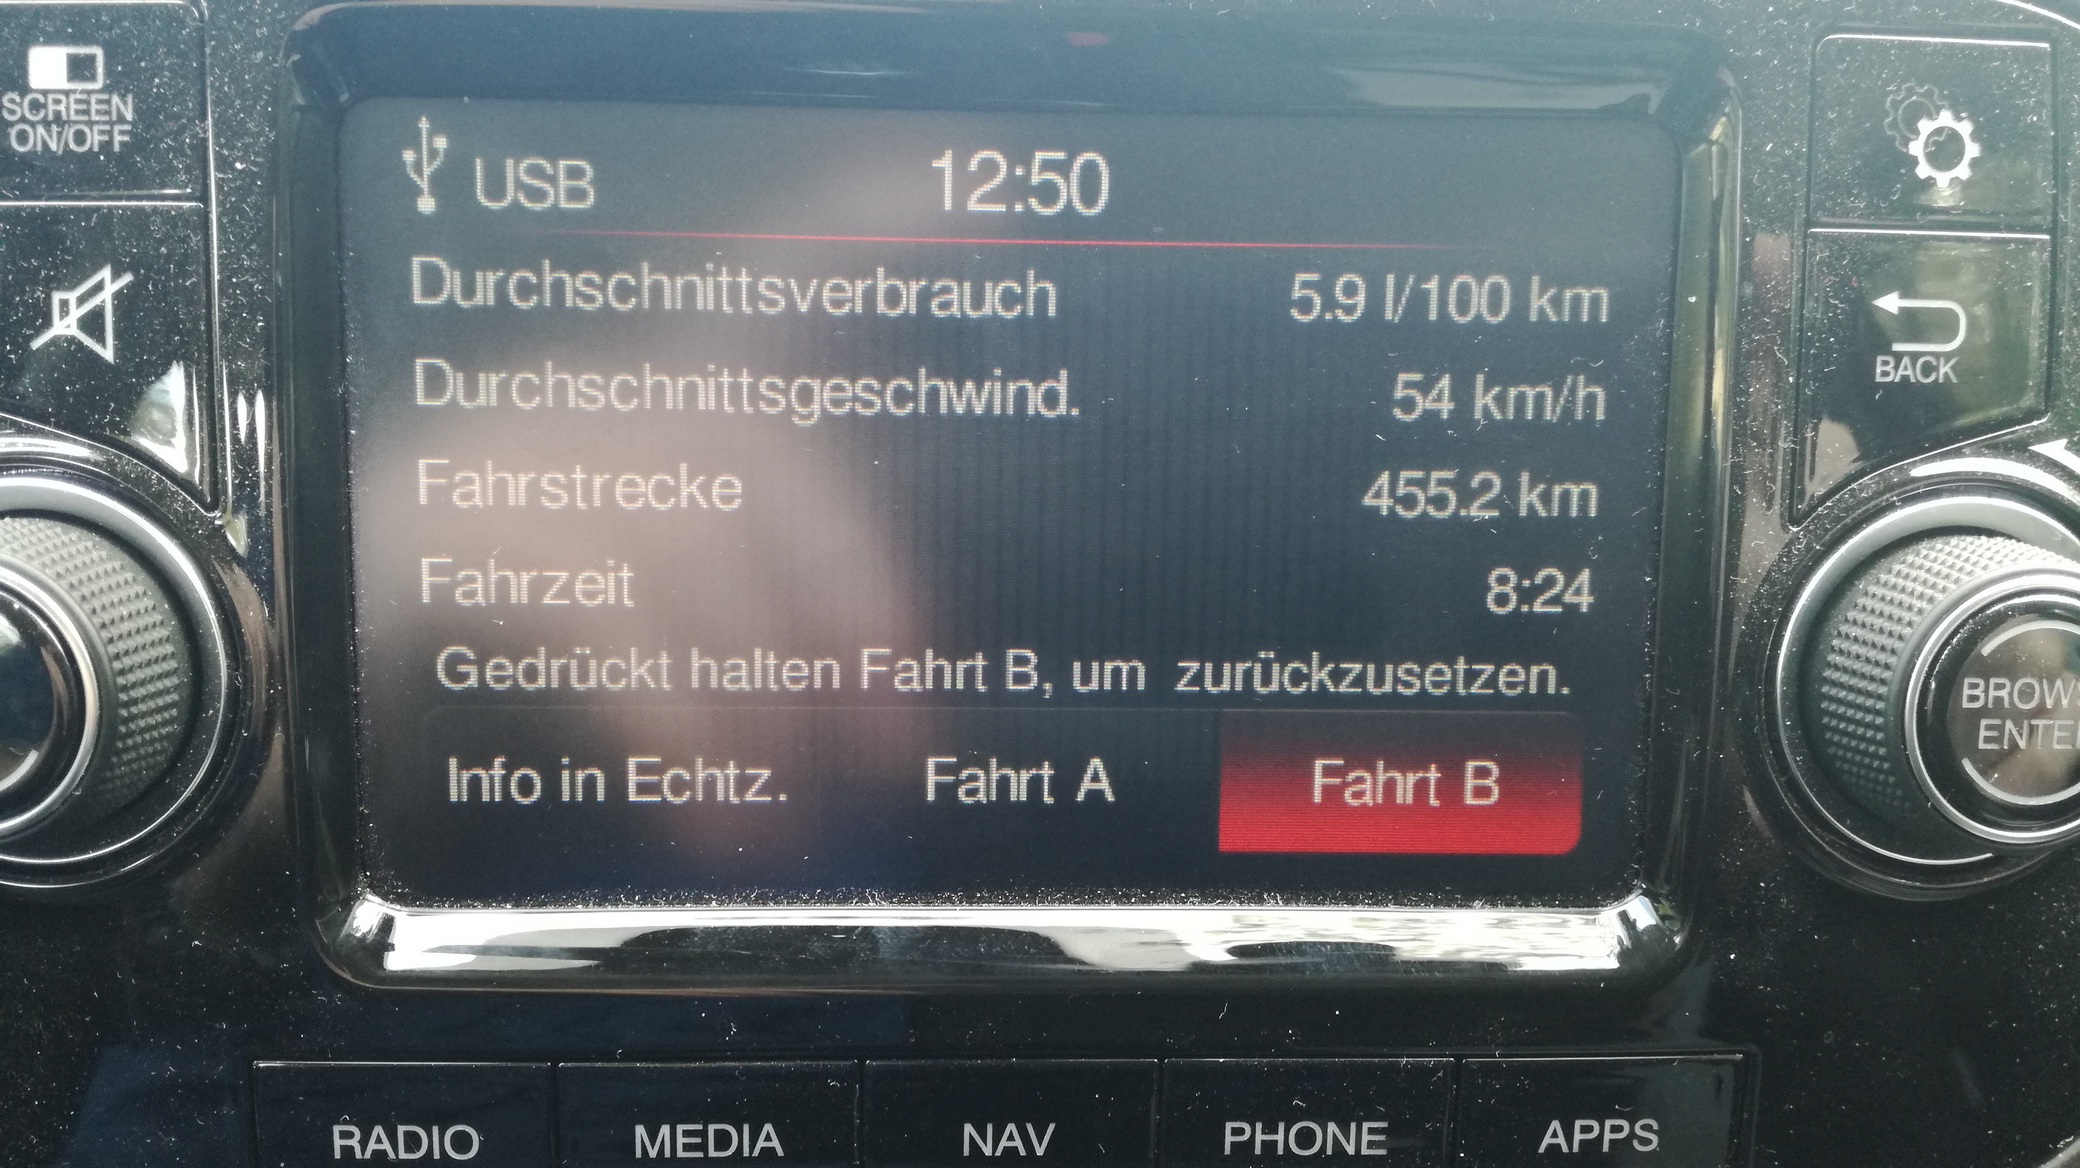 SCREEN
ON/OFF
USB 12:50
Durchschnittsverbrauch 5.9 l/100 km
Durchschnittsgeschwind. 54 km/h
BACK
Fahrstrecke 455.2 km
Fahrzeit 8:24
Gedrückt halten Fahrt B, um zurückzusetzen.
Info in Echtz. Fahrt A Fahrt B
RADIO MEDIA NAV PHONE APPS